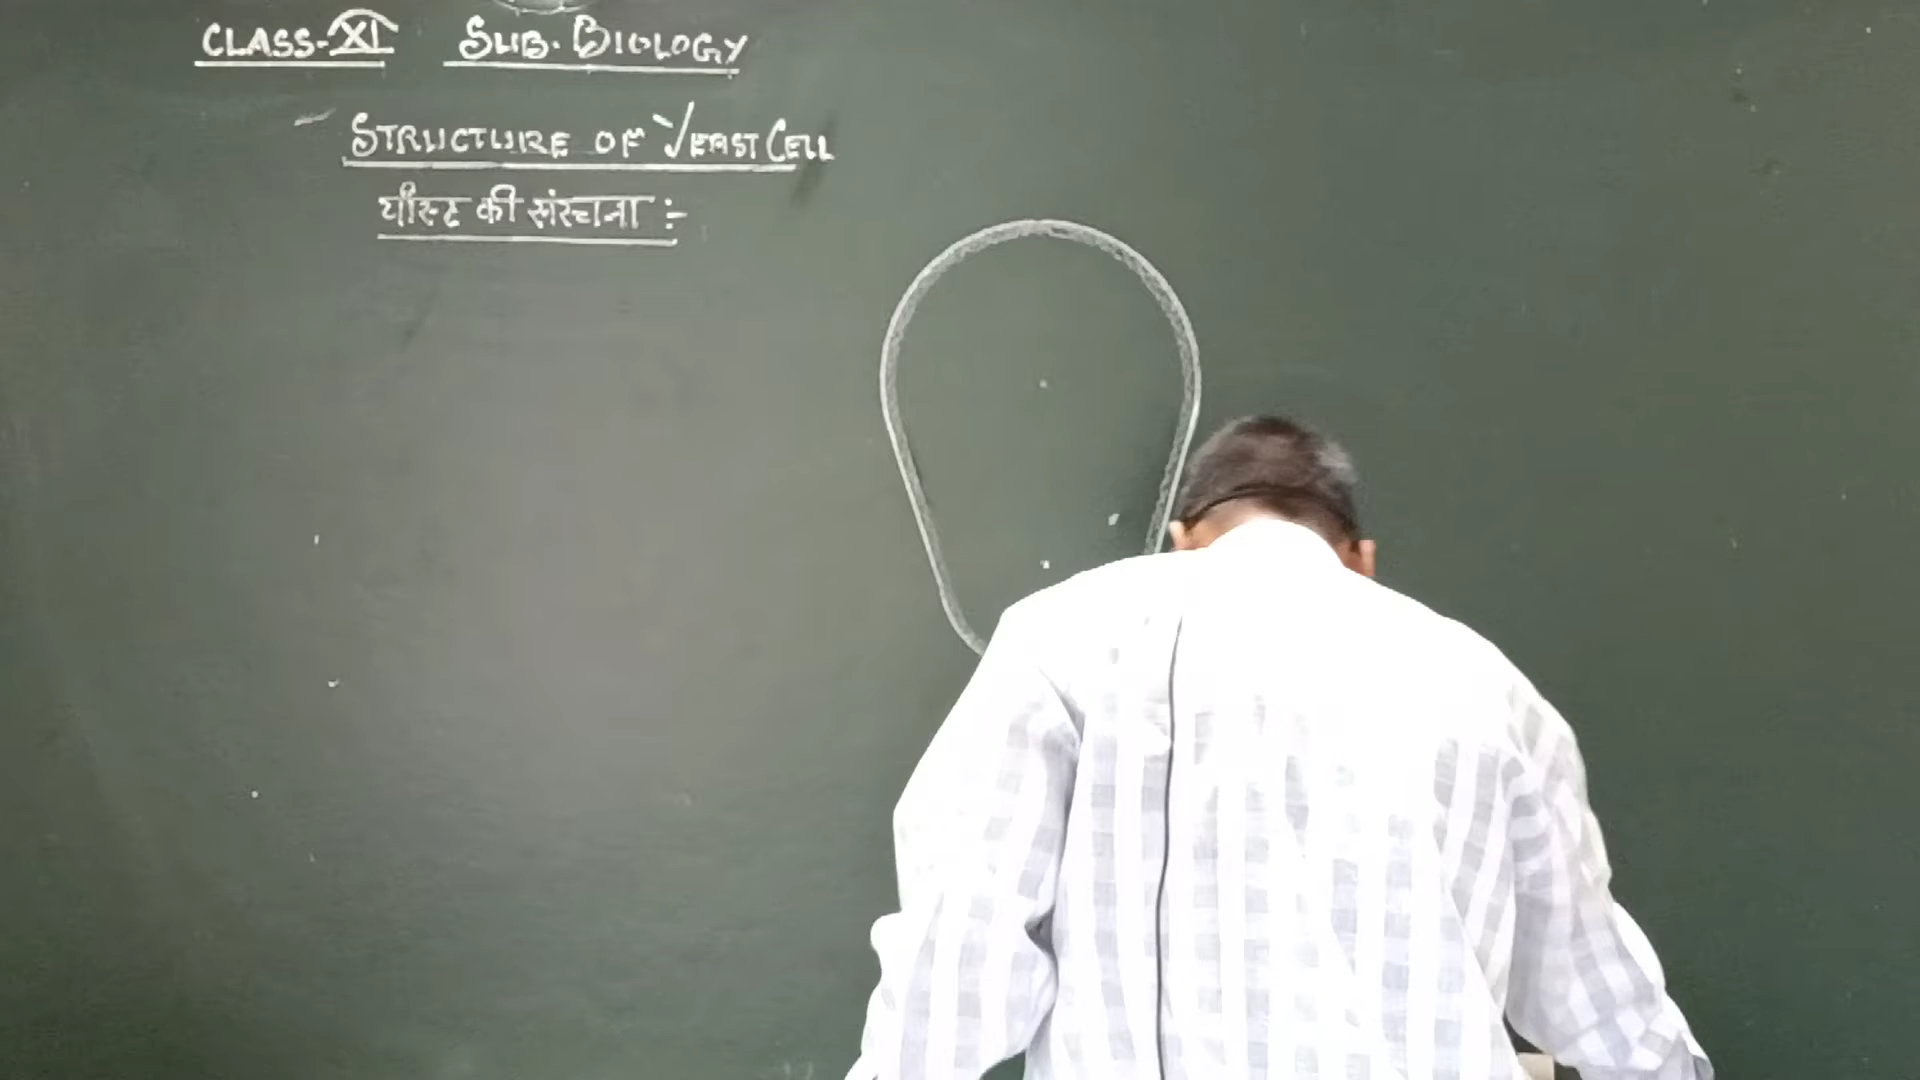 CLASS-XI SUB. BIOLOGY
STRUCTURE OF YEAST CELL
यीस्ट की संरचना :-